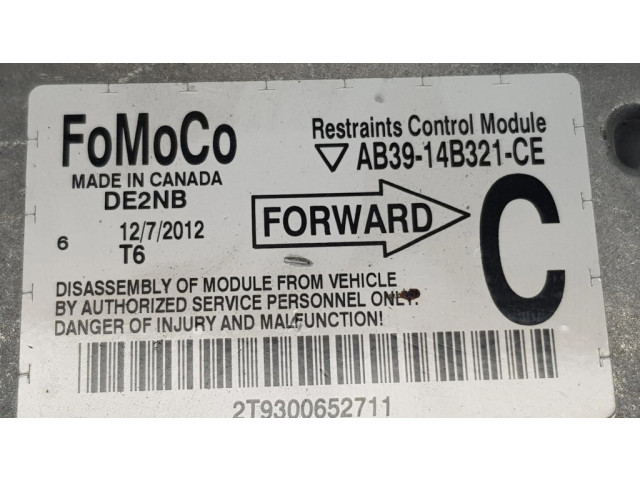 FoMoCo
MADE IN CANADA
DE2NB
6 12/7/2012
T6
Restraints Control Module
AB39-14B321-CE
FORWARD
C
DISASSEMBLY OF MODULE FROM VEHICLE
BY AUTHORIZED SERVICE PERSONNEL ONLY.
DANGER OF INJURY AND MALFUNCTION!
2T9300652711